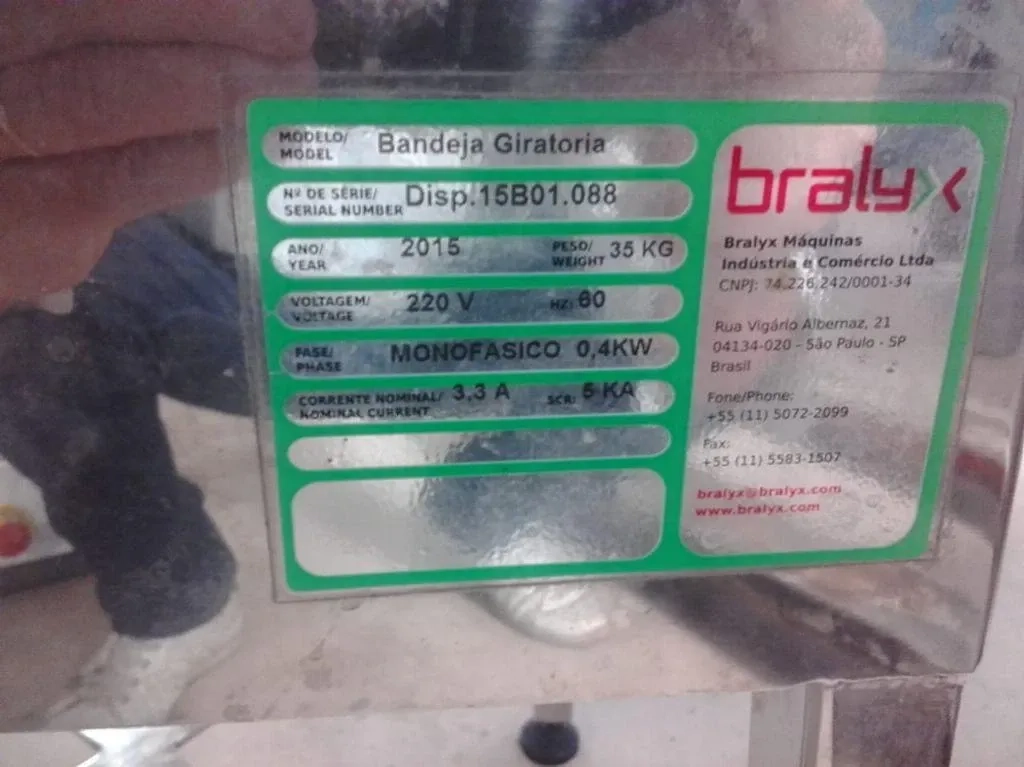 MODELO/ Bandeja Giratoria
MODEL
Nº DE SÉRIE/ Disp.15B01.088
SERIAL NUMBER
ANO/ 2015 PESO/ 35 KG
YEAR WEIGHT
VOLTAGEM/ 220 V HZ: 60
VOLTAGE
FASE/ MONOFASICO 0,4KW
PHASE
CORRENTE NOMINAL/ 3,3 A SCR: 5 KA
NOMINAL CURRENT
bralyx
Bralyx Máquinas
Indústria e Comércio Ltda
CNPJ: 74.226.242/0001-34
Rua Vigário Albernaz, 21
04134-020 - São Paulo - SP
Brasil
Fone/Phone:
+55 (11) 5072-2099
Fax:
+55 (11) 5583-1507
bralyx@bralyx.com
www.bralyx.com